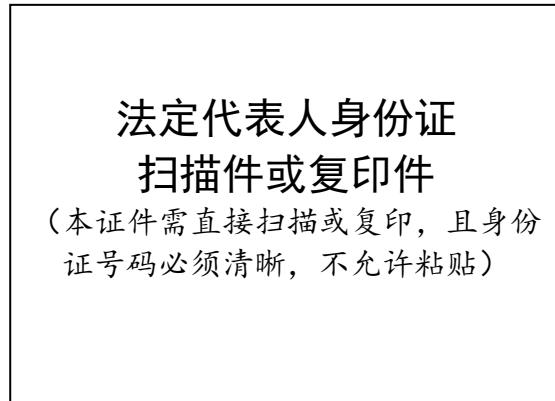 法定代表人身份证
扫描件或复印件
（本证件需直接扫描或复印，且身份
证号码必须清晰，不允许粘贴）